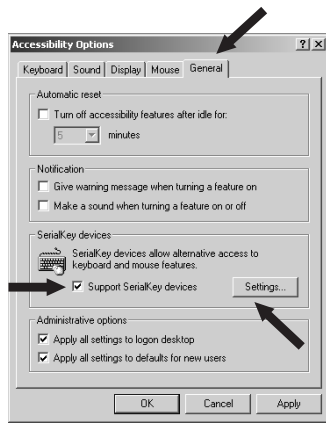 Accessibility Options
Keyboard Sound Display Mouse General
Automatic reset
Turn off accessibility features after idle for:
5 minutes
Notification
Give warning message when turning a feature on
Make a sound when turning a feature on or off
SerialKey devices
SerialKey devices allow alternative access to
keyboard and mouse features.
Support SerialKey devices Settings...
Administrative options
Apply all settings to logon desktop
Apply all settings to defaults for new users
OK Cancel Apply